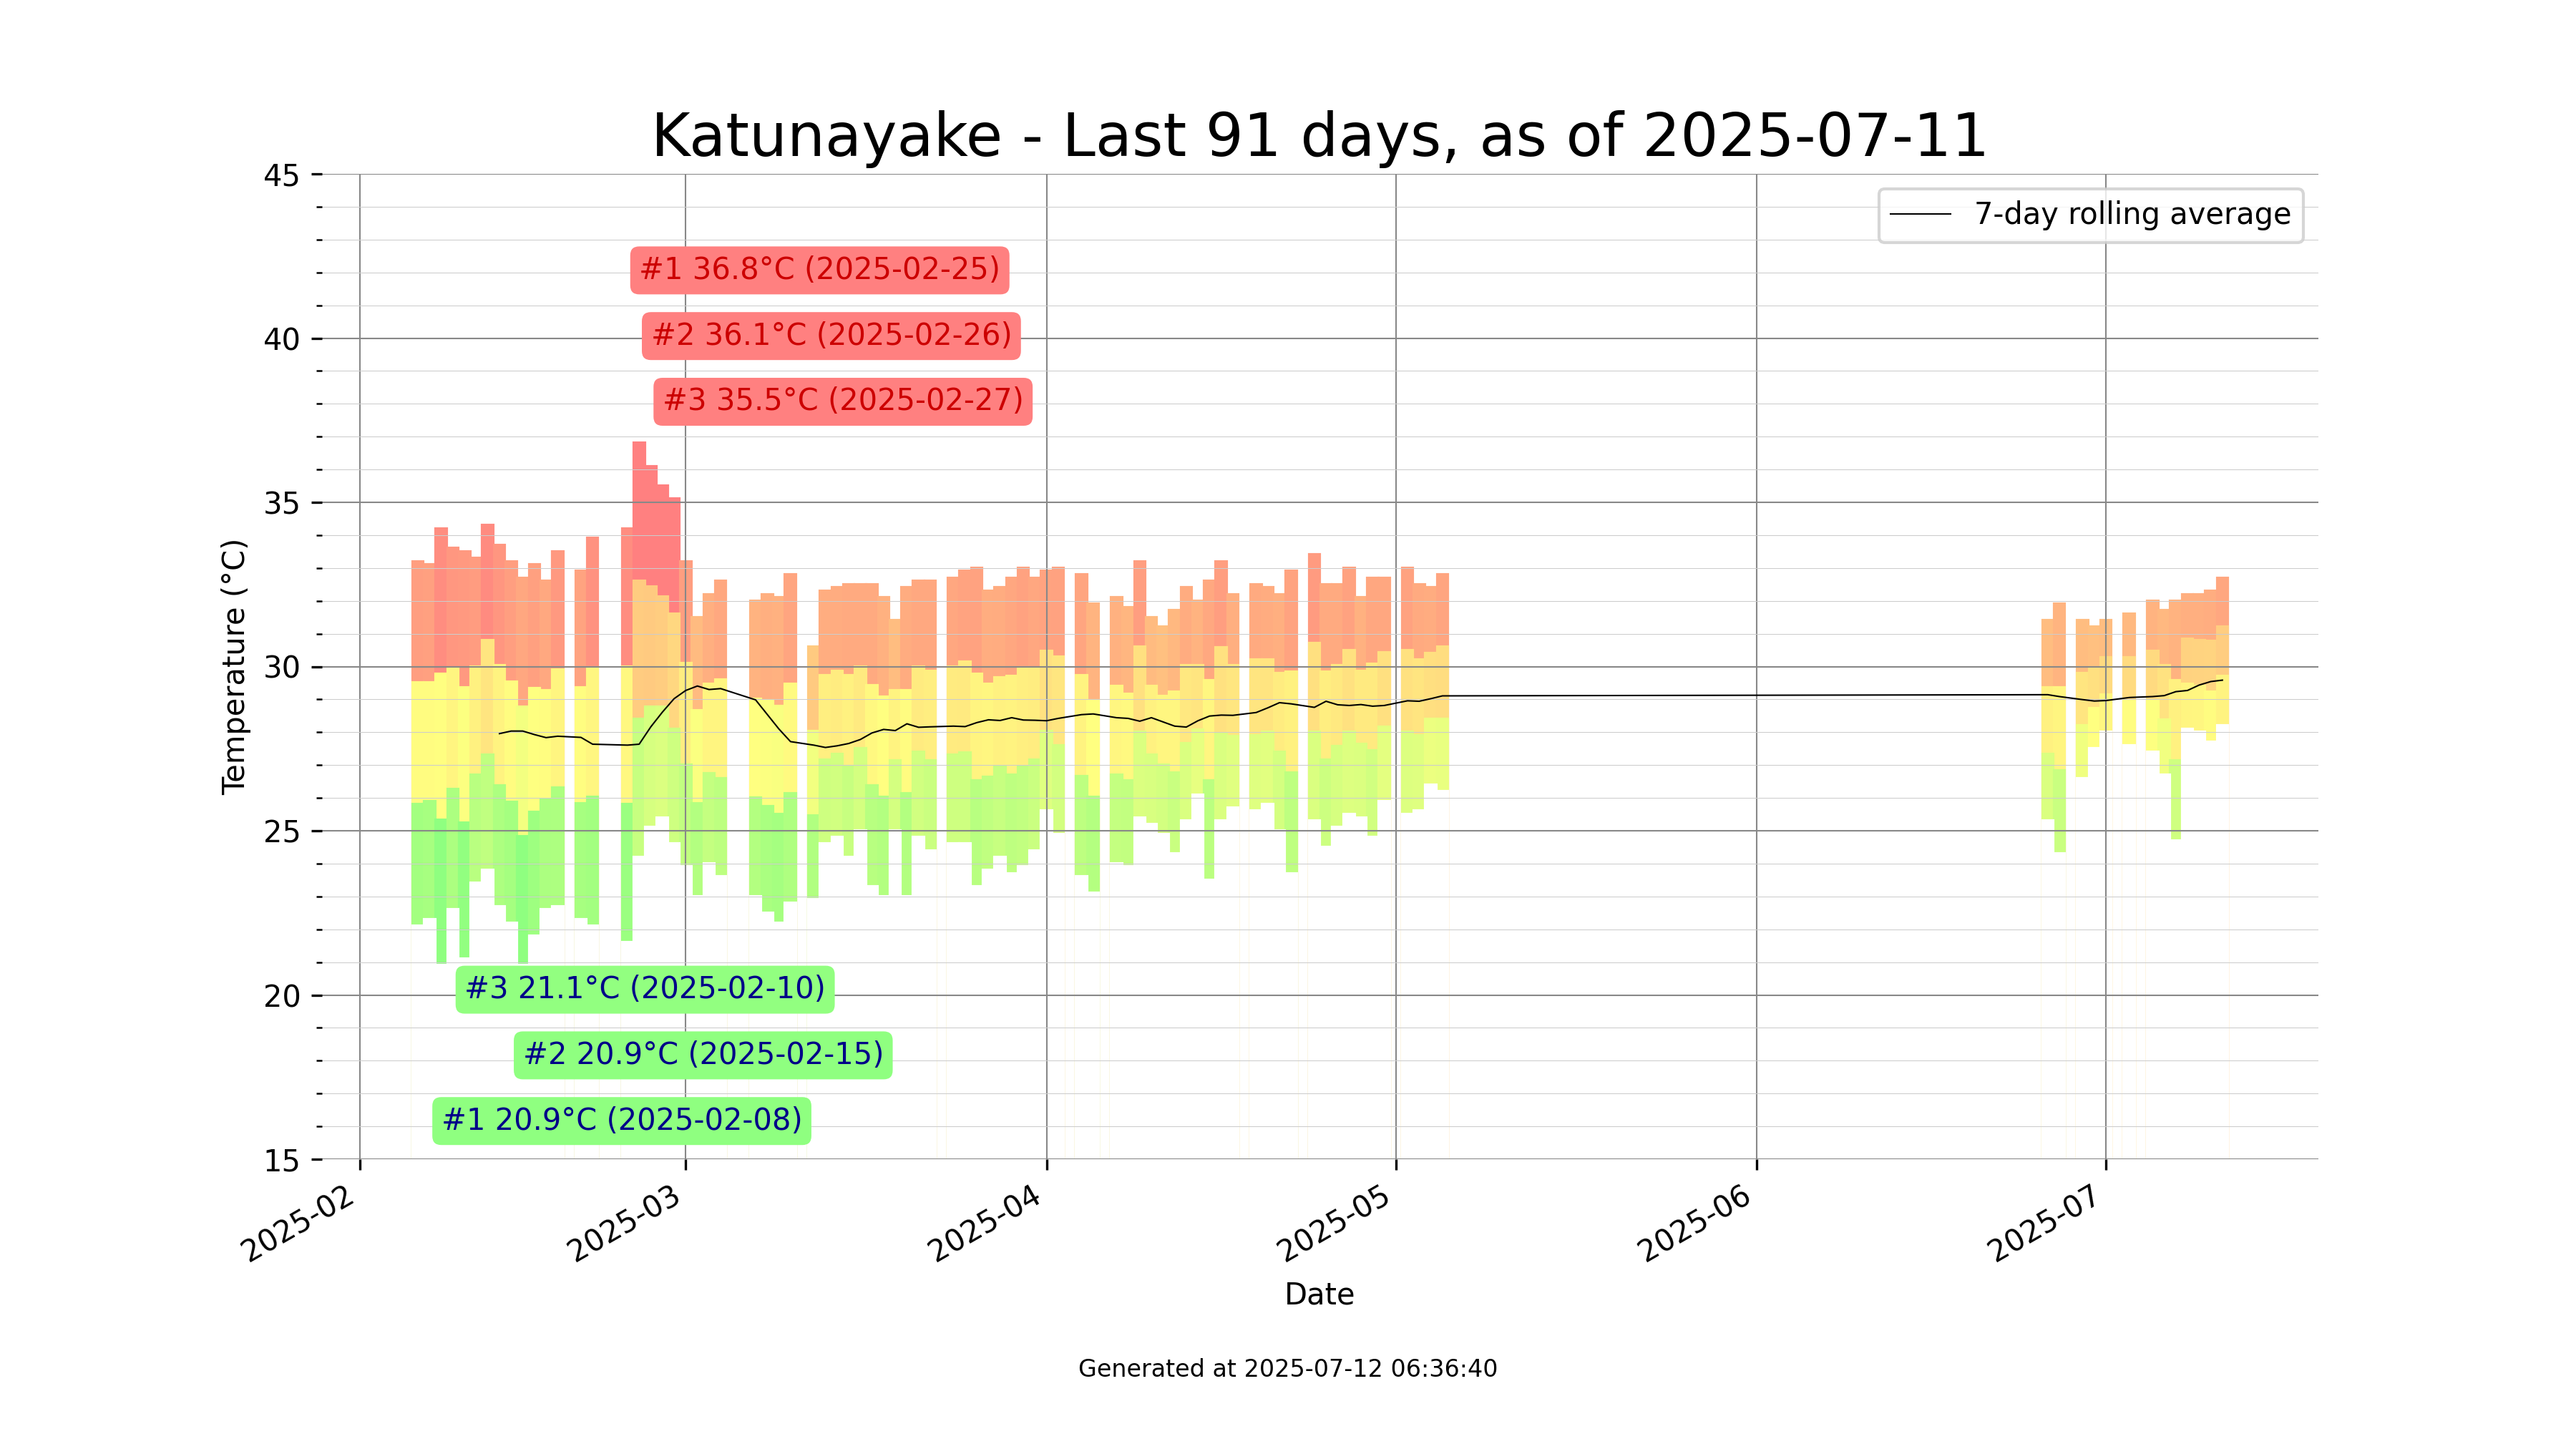 Katunayake - Last 91 days, as of 2025-07-11
7-day rolling average
#1 36.8°C (2025-02-25)
#2 36.1°C (2025-02-26)
#3 35.5°C (2025-02-27)
#3 21.1°C (2025-02-10)
#2 20.9°C (2025-02-15)
#1 20.9°C (2025-02-08)
Temperature (°C)
45
40
35
30
25
20
15
2025-02
2025-03
2025-04
2025-05
2025-06
2025-07
Date
Generated at 2025-07-12 06:36:40